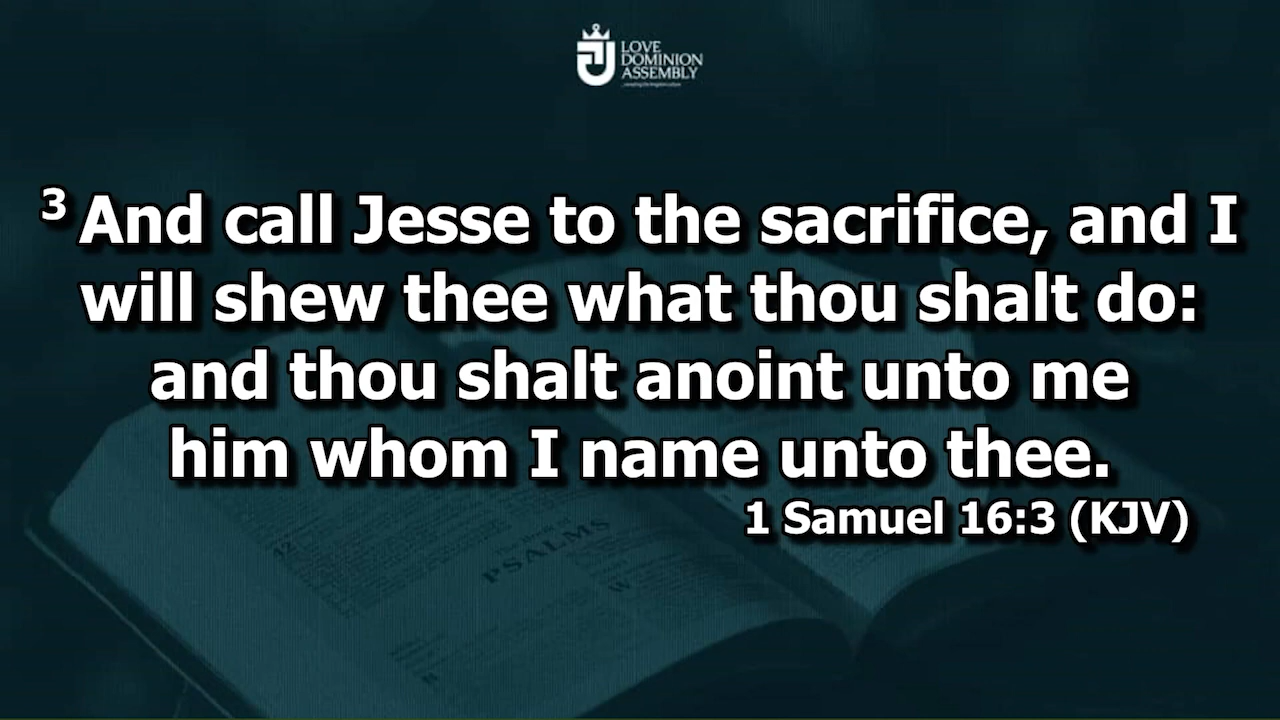 LOVE
DOMINION
ASSEMBLY
3 And call Jesse to the sacrifice, and I
will shew thee what thou shalt do:
and thou shalt anoint unto me
him whom I name unto thee.
1 Samuel 16:3 (KJV)
PSALMS